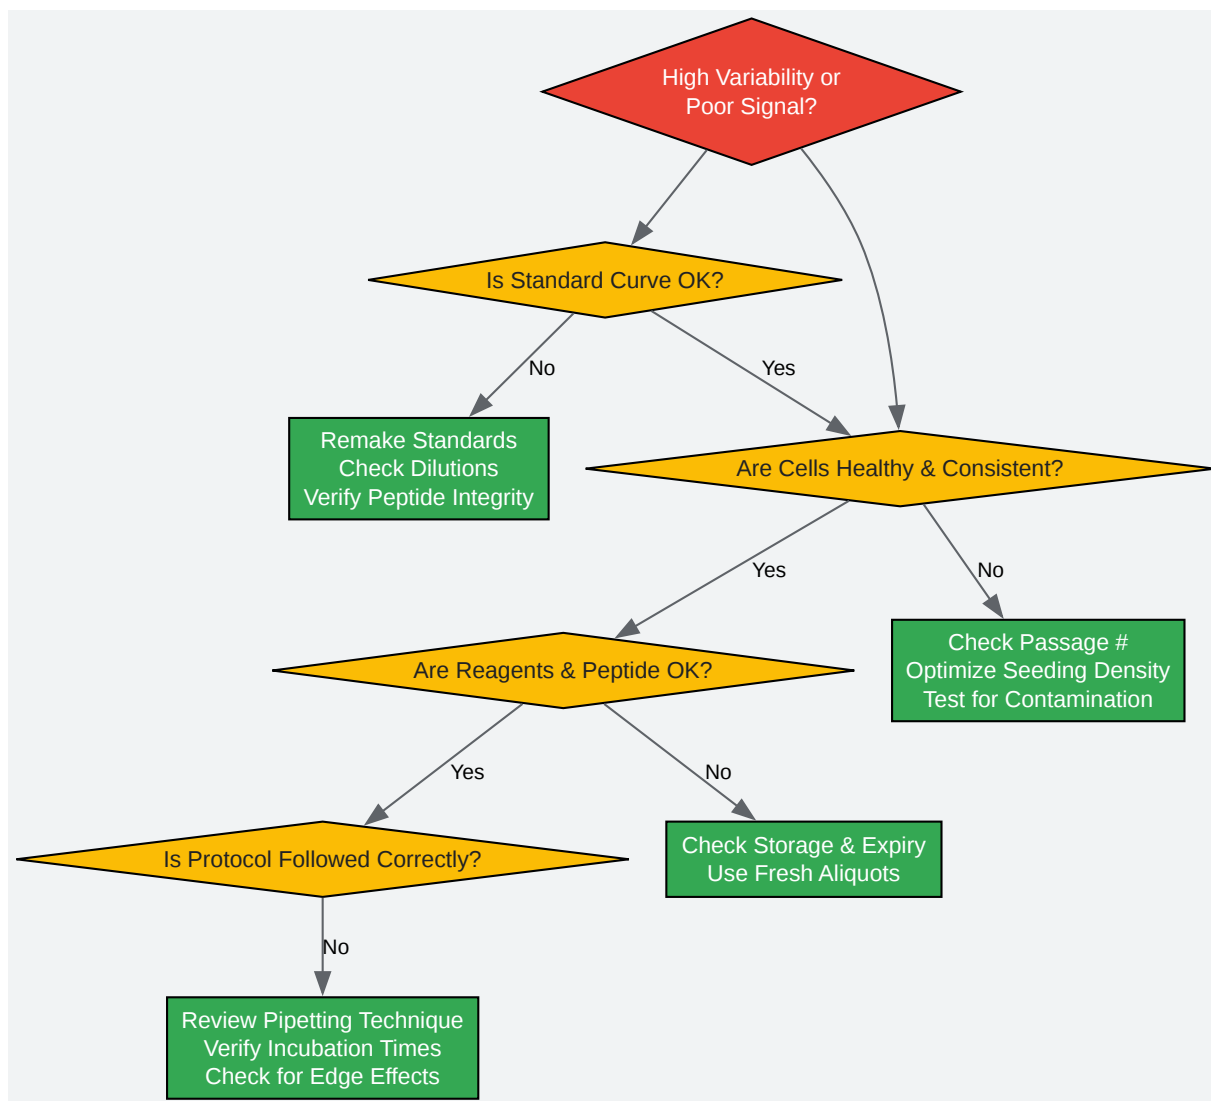 High Variability or
Poor Signal?
Is Standard Curve OK?
No
Yes
Remake Standards
Check Dilutions
Verify Peptide Integrity
Are Cells Healthy & Consistent?
Yes
No
Check Passage #
Optimize Seeding Density
Test for Contamination
Are Reagents & Peptide OK?
Yes
No
Is Protocol Followed Correctly?
Check Storage & Expiry
Use Fresh Aliquots
No
Review Pipetting Technique
Verify Incubation Times
Check for Edge Effects